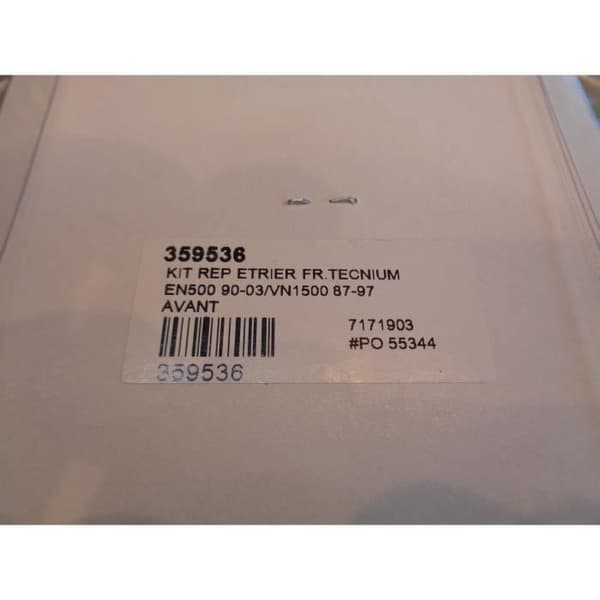 359536
KIT REP ETRIER FR.TECNIUM
EN500 90-03/VN1500 87-97
AVANT
7171903
#PO 55344
359536